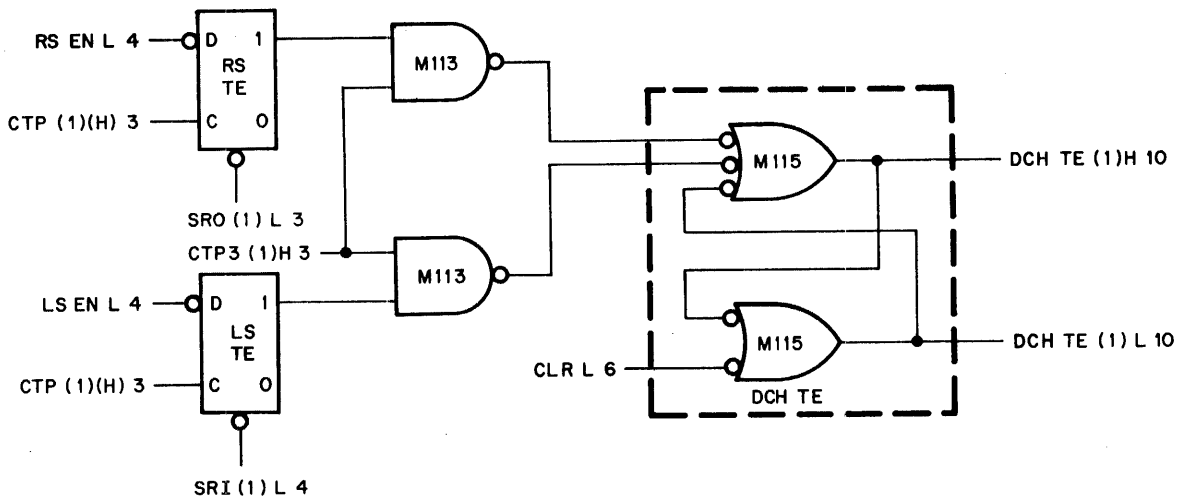 RS EN L 4
D 1
RS
TE
CTP (1)(H) 3
C 0
SRO (1) L 3
M113
CTP3 (1)H 3
M113
LS EN L 4
D 1
LS
TE
CTP (1)(H) 3
C 0
SRI (1) L 4
M115
DCH TE (1)H 10
M115
DCH TE (1) L 10
CLR L 6
DCH TE